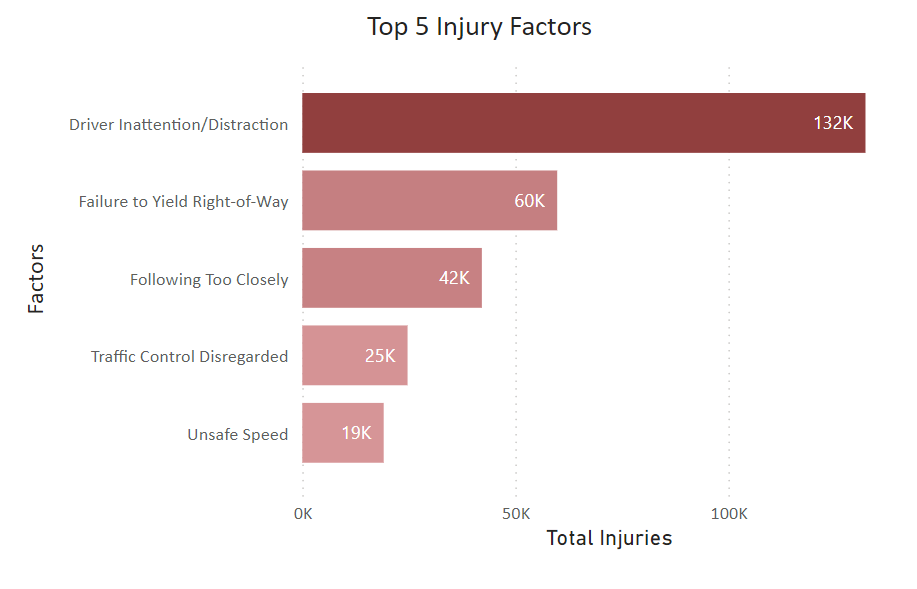 Top 5 Injury Factors
Factors
Driver Inattention/Distraction
132K
Failure to Yield Right-of-Way
60K
Following Too Closely
42K
Traffic Control Disregarded
25K
Unsafe Speed
19K
0K
50K
100K
Total Injuries